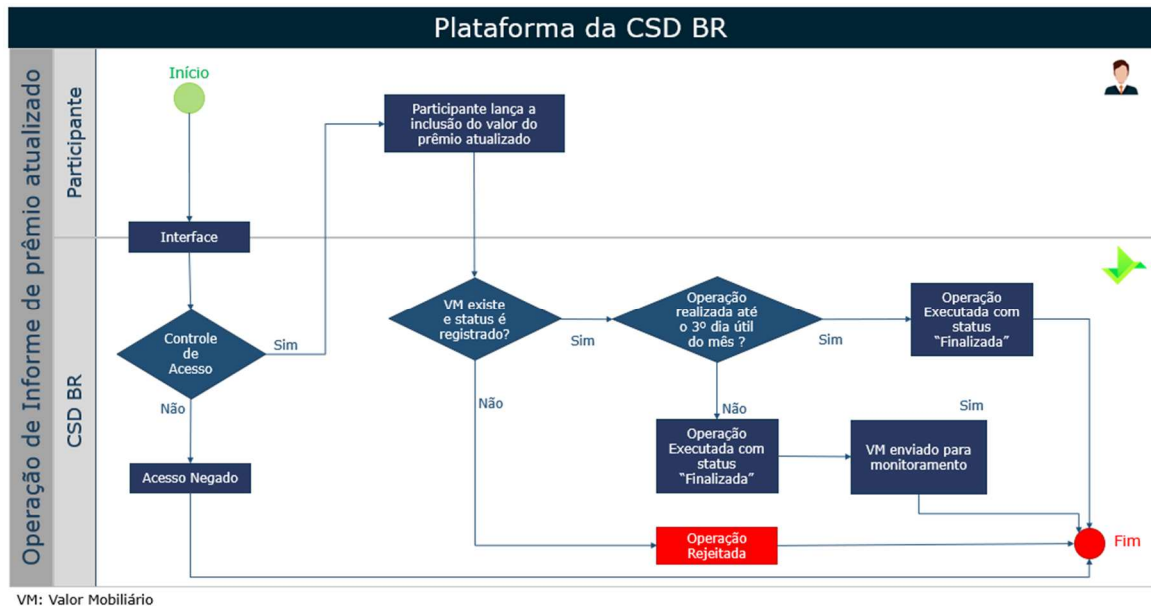 Plataforma da CSD BR
Operação de Informe de prêmio atualizado
Participante
Início
Participante lança a
inclusão do valor do
prêmio atualizado
Interface
CSD BR
Controle
de
Acesso
Sim
Não
Acesso Negado
VM existe
e status é
registrado?
Sim
Não
Operação
realizada até
o 3º dia útil
do mês ?
Sim
Não
Operação
Executada com
status
"Finalizada"
Sim
Operação
Executada com
status
"Finalizada"
VM enviado para
monitoramento
Operação
Rejeitada
Fim
VM: Valor Mobiliário